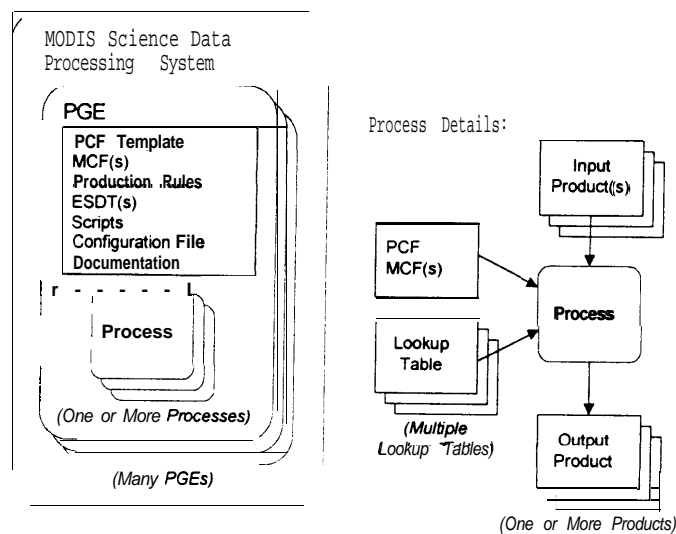 MODIS Science Data
Processing System
PGE
PCF Template
MCF(s)
Production Rules
ESDT(s)
Scripts
Configuration File
Documentation
Process
(One or More Processes)
(Many PGEs)
Process Details:
Input
Product(s)
PCF
MCF(s)
Process
Lookup
Table
(Multiple
Lookup Tables)
Output
Product
(One or More Products)